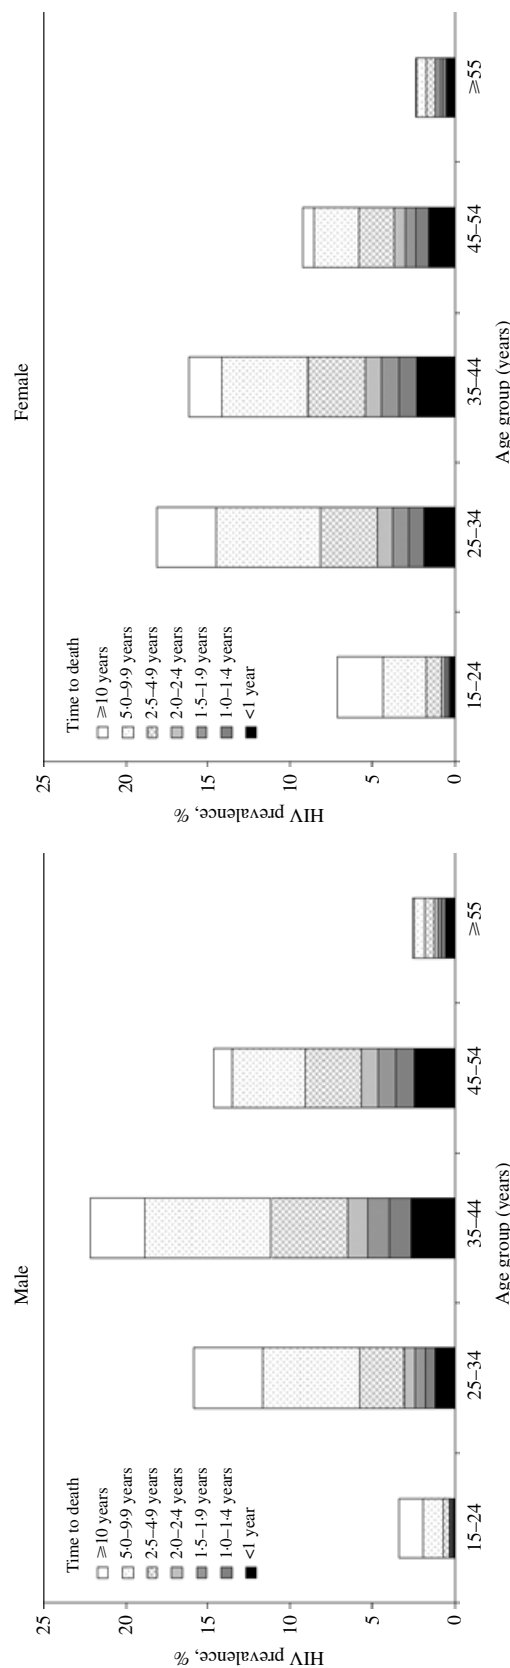 Male
HIV prevalence, %
25
20
15
10
5
0
Time to death
⩾10 years
5·0–9·9 years
2·5–4·9 years
2·0–2·4 years
1·5–1·9 years
1·0–1·4 years
<1 year
15–24
25–34
35–44
45–54
⩾55
Age group (years)
Female
HIV prevalence, %
25
20
15
10
5
0
Time to death
⩾10 years
5·0–9·9 years
2·5–4·9 years
2·0–2·4 years
1·5–1·9 years
1·0–1·4 years
<1 year
15–24
25–34
35–44
45–54
⩾55
Age group (years)